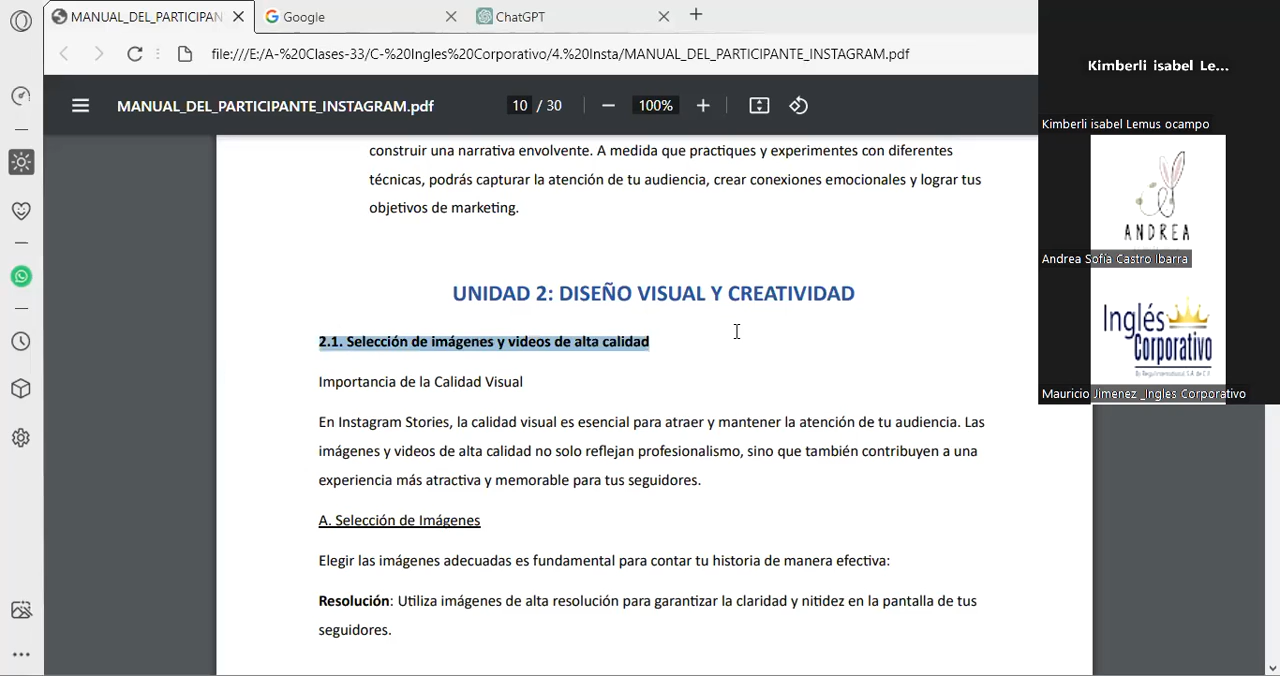 MANUAL_DEL_PARTICIPAN
Google
ChatGPT
file:///E:/A-%20Clases-33/C-%20Ingles%20Corporativo/4.%20Insta/MANUAL_DEL_PARTICIPANTE_INSTAGRAM.pdf
MANUAL_DEL_PARTICIPANTE_INSTAGRAM.pdf
10 / 30
100%
construir una narrativa envolvente. A medida que practiques y experimentes con diferentes
técnicas, podrás capturar la atención de tu audiencia, crear conexiones emocionales y lograr tus
objetivos de marketing.
UNIDAD 2: DISEÑO VISUAL Y CREATIVIDAD
2.1. Selección de imágenes y videos de alta calidad
Importancia de la Calidad Visual
En Instagram Stories, la calidad visual es esencial para atraer y mantener la atención de tu audiencia. Las
imágenes y videos de alta calidad no solo reflejan profesionalismo, sino que también contribuyen a una
experiencia más atractiva y memorable para tus seguidores.
A. Selección de Imágenes
Elegir las imágenes adecuadas es fundamental para contar tu historia de manera efectiva:
Resolución: Utiliza imágenes de alta resolución para garantizar la claridad y nitidez en la pantalla de tus
seguidores.
Kimberli isabel Le...
Kimberli isabel Lemus ocampo
ANDREA
Andrea Sofía Castro Ibarra
Inglés
Corporativo
Mauricio Jimenez _Ingles Corporativo